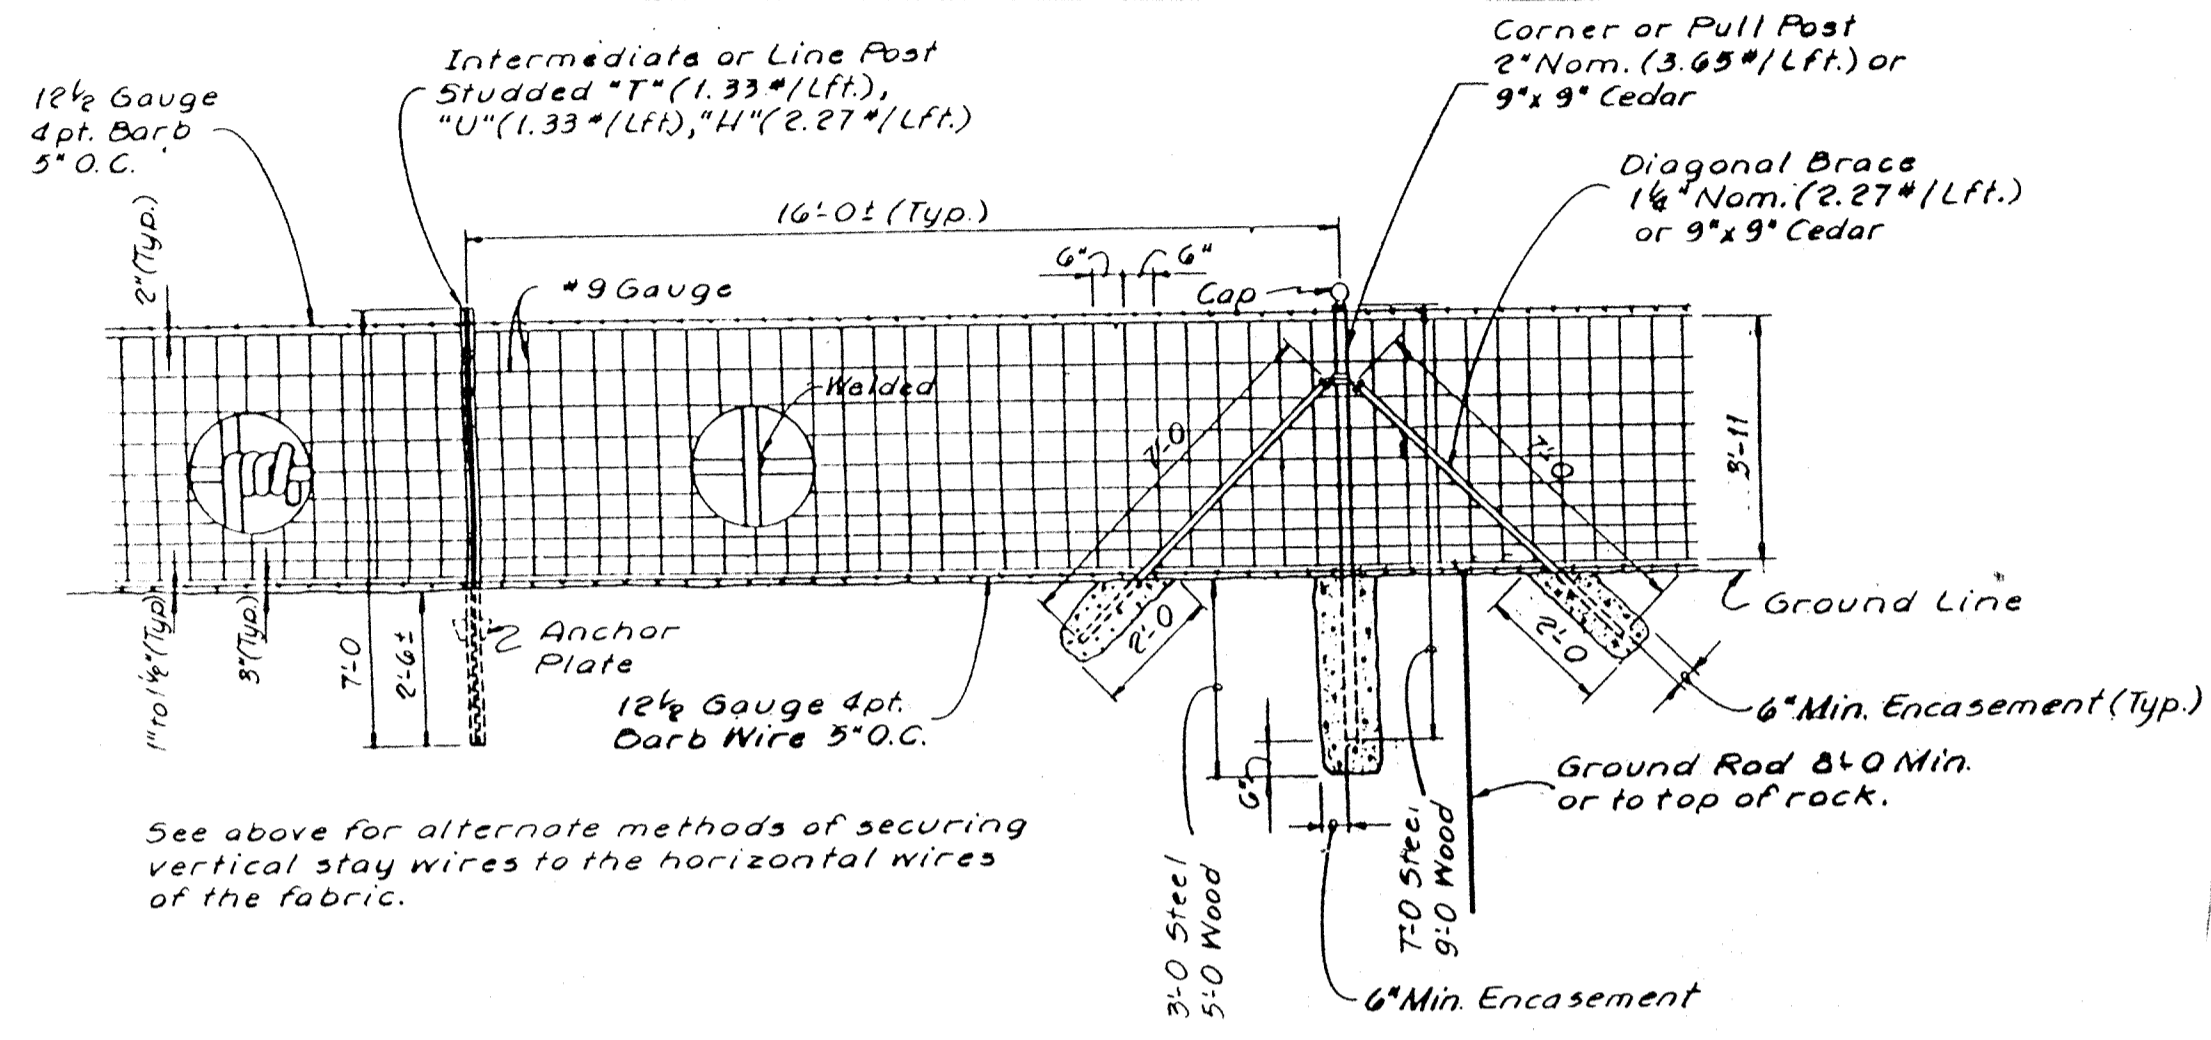 12½ Gauge
4pt. Barb
5" O.C.
Intermediate or Line Post
Studded "T" (1.33 #/Lft.),
"U" (1.33 #/Lft), "H" (2.27 #/Lft.)
Corner or Pull Post
2" Nom. (3.65 #/Lft.) or
9" x 9" Cedar
Diagonal Brace
1¼" Nom. (2.27 #/Lft.)
or 9" x 9" Cedar
2" (Typ.)
16'-0± (Typ.)
6"
6"
#9 Gauge
Cap
Welded
7'-0
7'-0
3'-11
1" to 1½" (Typ)
3" (Typ.)
7'-0
2'-6±
Anchor
Plate
12½ Gauge 4pt.
Barb Wire 5" O.C.
2'-0
2'-0
Ground Line
6" Min. Encasement (Typ.)
Ground Rod 8'-0 Min.
or to top of rock.
6"
3'-0 Steel
5'-0 Wood
7'-0 Steel
9'-0 Wood
6" Min. Encasement
See above for alternate methods of securing
vertical stay wires to the horizontal wires
of the fabric.